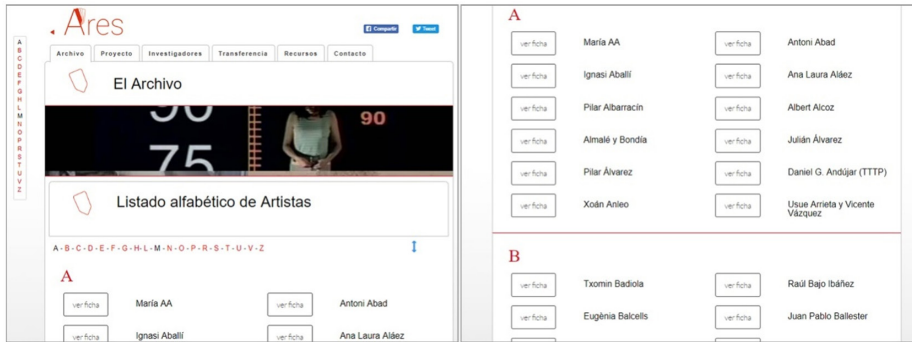 Ares
Compartir
Tweet
Archivo Proyecto Investigadores Transferencia Recursos Contacto
A
B
C
D
E
F
G
H
L
M
N
O
P
R
S
T
U
V
Z
El Archivo
90
75
90
Listado alfabético de Artistas
A - B - C - D - E - F - G - H - L - M - N - O - P - R - S - T - U - V - Z
A
ver ficha María AA ver ficha Antoni Abad
ver ficha Ignasi Aballí ver ficha Ana Laura Aláez
A
ver ficha María AA ver ficha Antoni Abad
ver ficha Ignasi Aballí ver ficha Ana Laura Aláez
ver ficha Pilar Albarracín ver ficha Albert Alcoz
ver ficha Almalé y Bondía ver ficha Julián Álvarez
ver ficha Pilar Álvarez ver ficha Daniel G. Andújar (TTTP)
ver ficha Xoán Anleo ver ficha Usue Arrieta y Vicente
Vázquez
B
ver ficha Txomin Badiola ver ficha Raúl Bajo Ibáñez
ver ficha Eugènia Balcells ver ficha Juan Pablo Ballester